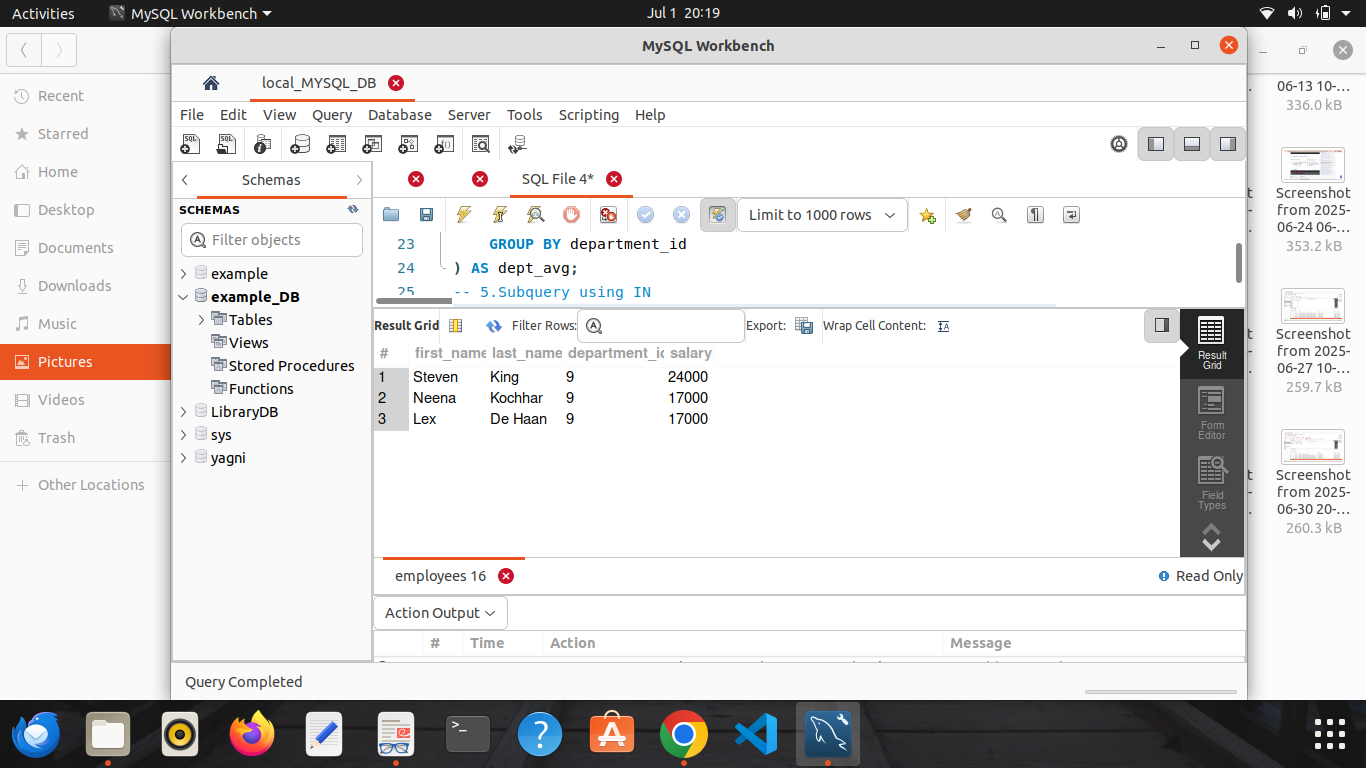 Activities MySQL Workbench Jul 1 20:19
MySQL Workbench
local_MYSQL_DB
File Edit View Query Database Server Tools Scripting Help
Schemas
SQL File 4*
SCHEMAS
Filter objects
example
example_DB
Tables
Views
Stored Procedures
Functions
LibraryDB
sys
yagni
Limit to 1000 rows
23 GROUP BY department_id
24 ) AS dept_avg;
25 -- 5.Subquery using IN
Result Grid Filter Rows: Export: Wrap Cell Content:
# first_name last_name department_id salary
1 Steven King 9 24000
2 Neena Kochhar 9 17000
3 Lex De Haan 9 17000
Result
Grid
Form
Editor
Field
Types
employees 16 Read Only
Action Output
# Time Action Message
Query Completed
Recent
Starred
Home
Desktop
Documents
Downloads
Music
Pictures
Videos
Trash
Other Locations
06-13 10-…
336.0 kB
Screenshot
from 2025-
06-24 06-…
353.2 kB
Screenshot
from 2025-
06-27 10-…
259.7 kB
Screenshot
from 2025-
06-30 20-…
260.3 kB